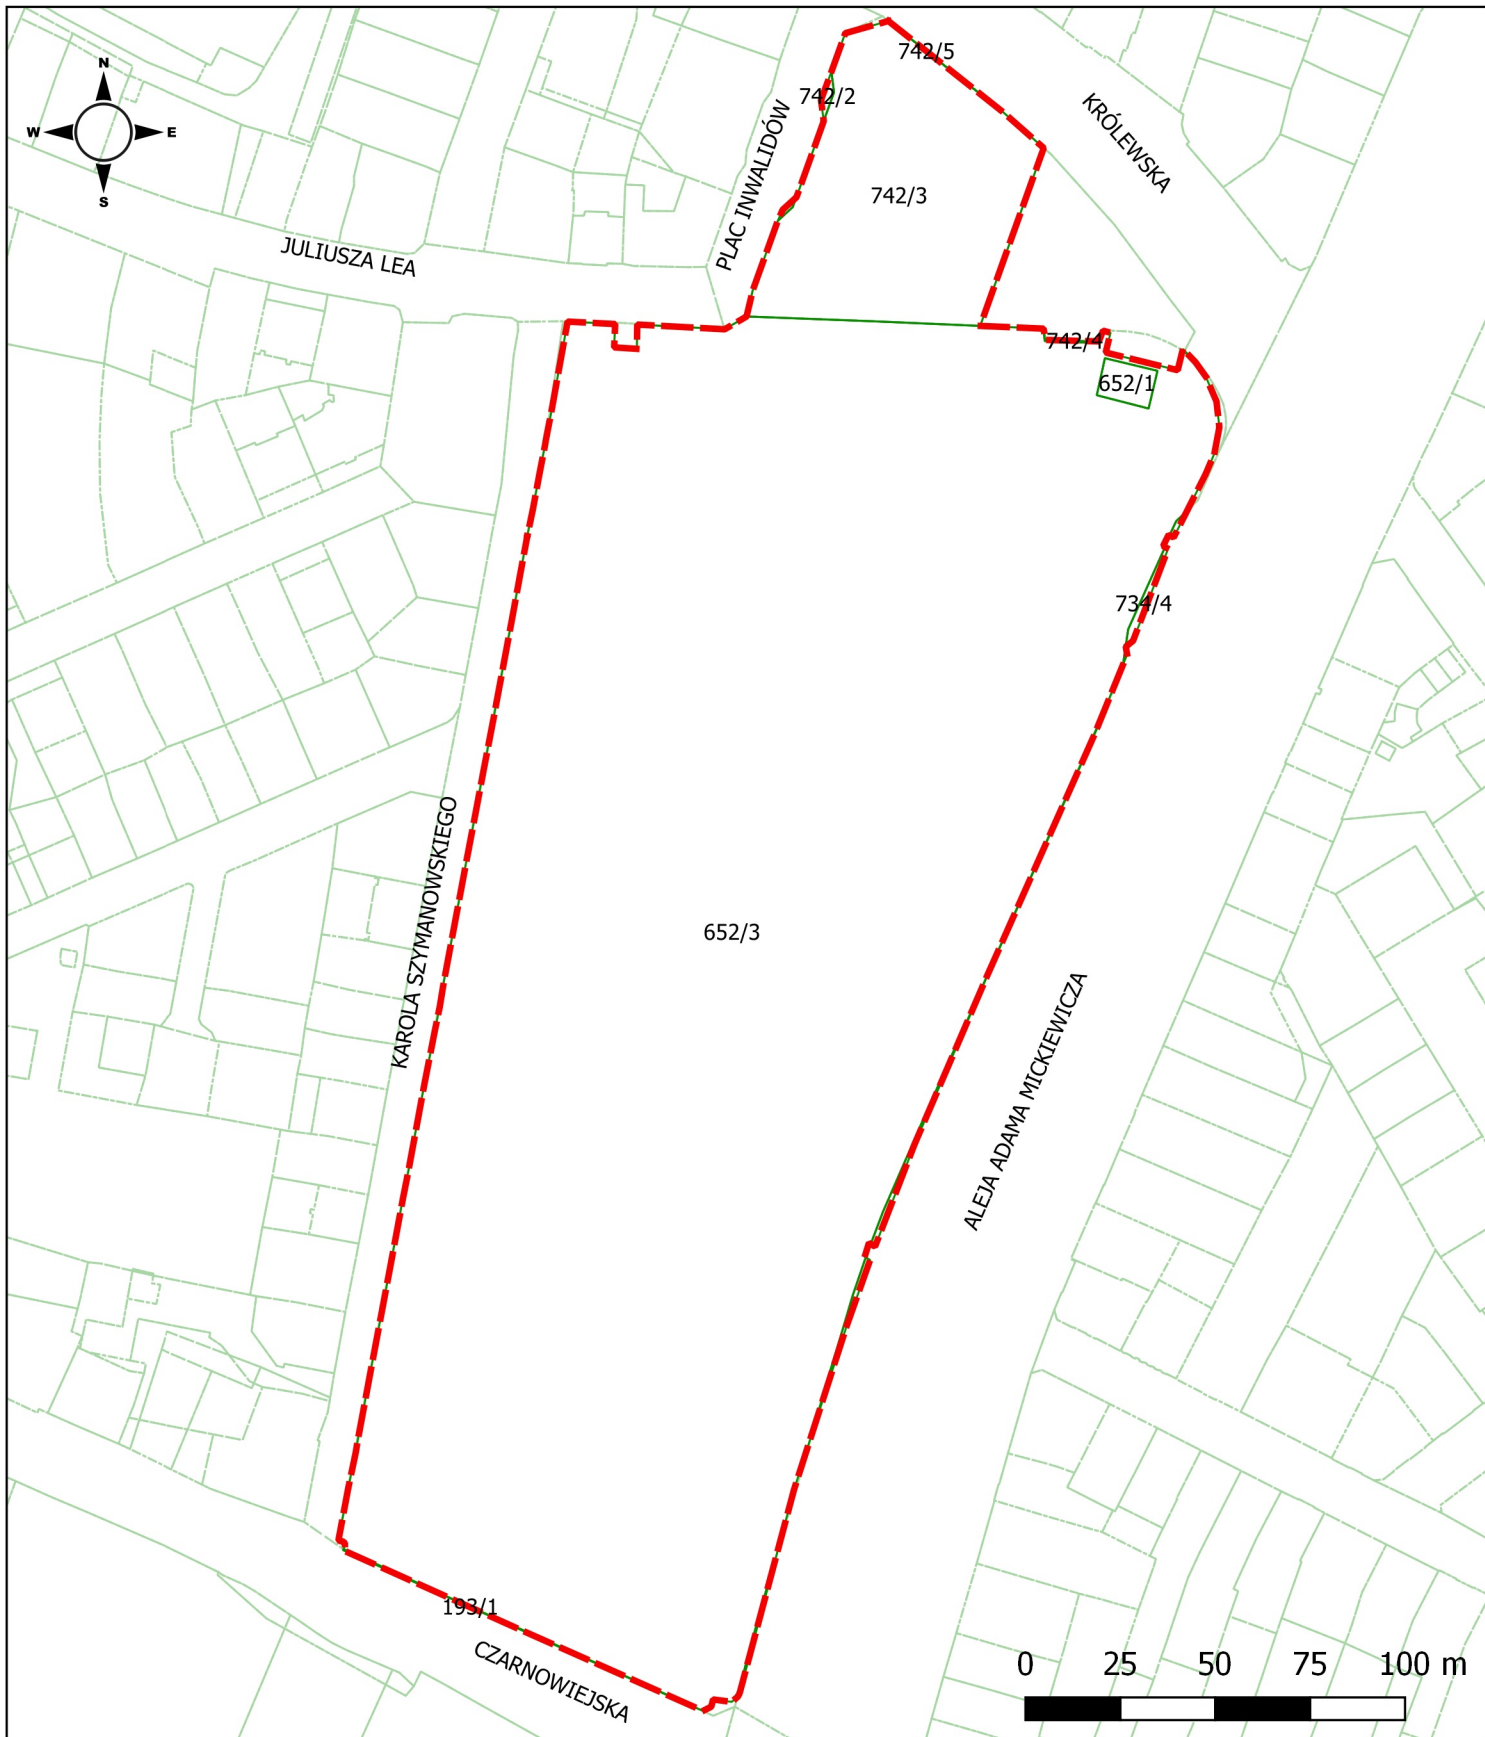 742/5
N
742/2
KRÓLEWSKA
W
E
PLAC INWALIDÓW
S
742/3
JULIUSZA LEA
742/4
652/1
734/4
KAROLA SZYMANOWSKIEGO
652/3
ALEJA ADAMA MICKIEWICZA
193/1
CZARNOWIEJSKA
0 25 50 75 100 m